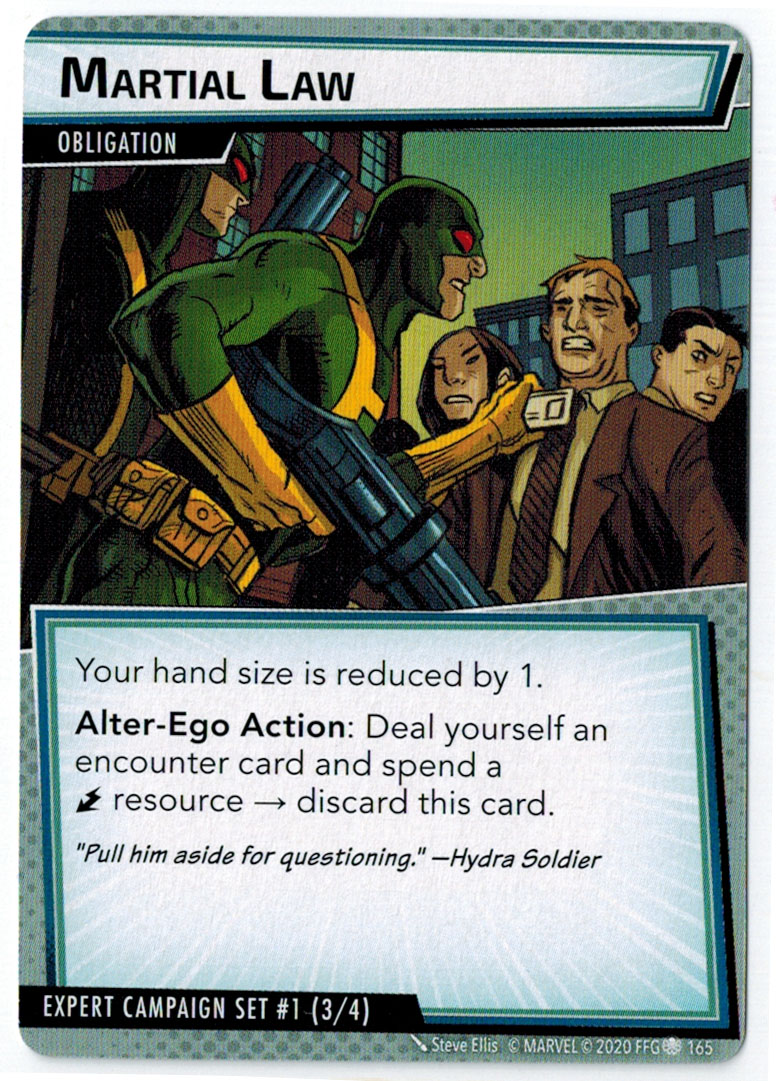 MARTIAL LAW
OBLIGATION
Your hand size is reduced by 1.
Alter-Ego Action: Deal yourself an
encounter card and spend a
resource → discard this card.
"Pull him aside for questioning." —Hydra Soldier
EXPERT CAMPAIGN SET #1 (3/4)
Steve Ellis © MARVEL © 2020 FFG 165